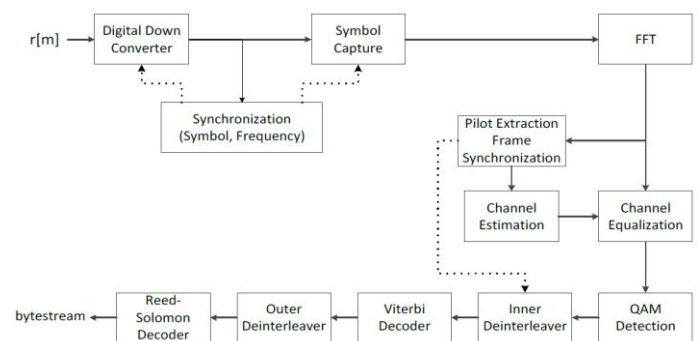 r[m]
Digital Down
Converter
Symbol
Capture
FFT
Synchronization
(Symbol, Frequency)
Pilot Extraction
Frame
Synchronization
Channel
Estimation
Channel
Equalization
bytestream
Reed-
Solomon
Decoder
Outer
Deinterleaver
Viterbi
Decoder
Inner
Deinterleaver
QAM
Detection